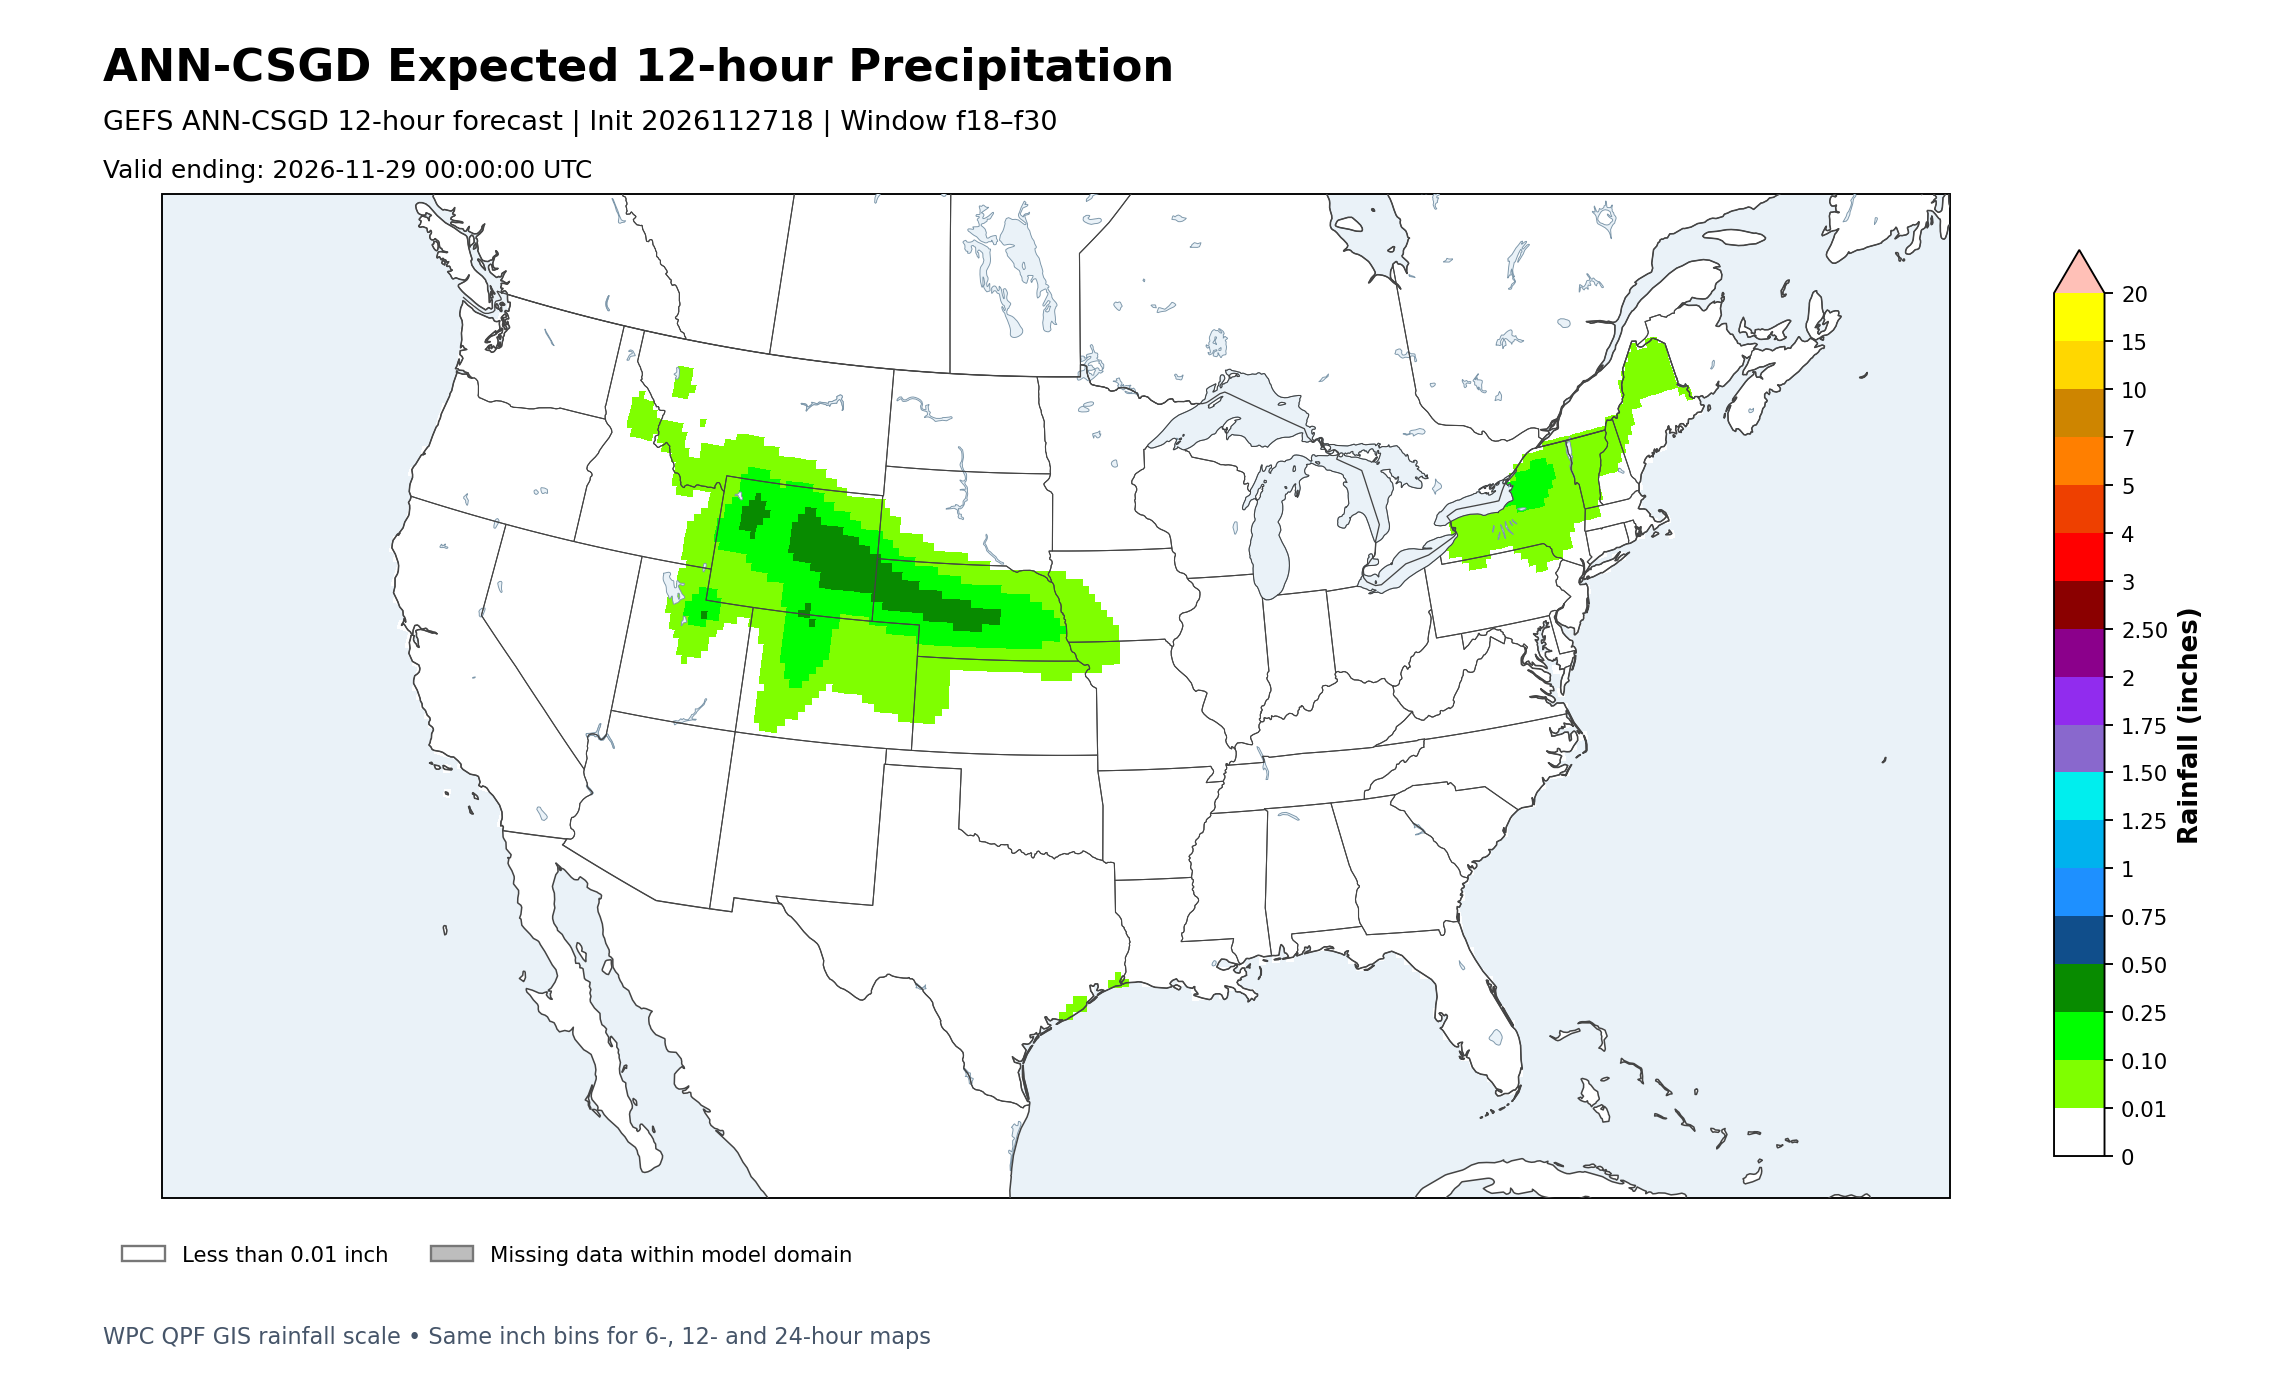 ANN-CSGD Expected 12-hour Precipitation
GEFS ANN-CSGD 12-hour forecast | Init 2026112718 | Window f18–f30
Valid ending: 2026-11-29 00:00:00 UTC
20
15
10
7
5
4
3
2.50
2
1.75
1.50
1.25
1
0.75
0.50
0.25
0.10
0.01
0
Rainfall (inches)
Less than 0.01 inch
Missing data within model domain
WPC QPF GIS rainfall scale • Same inch bins for 6-, 12- and 24-hour maps